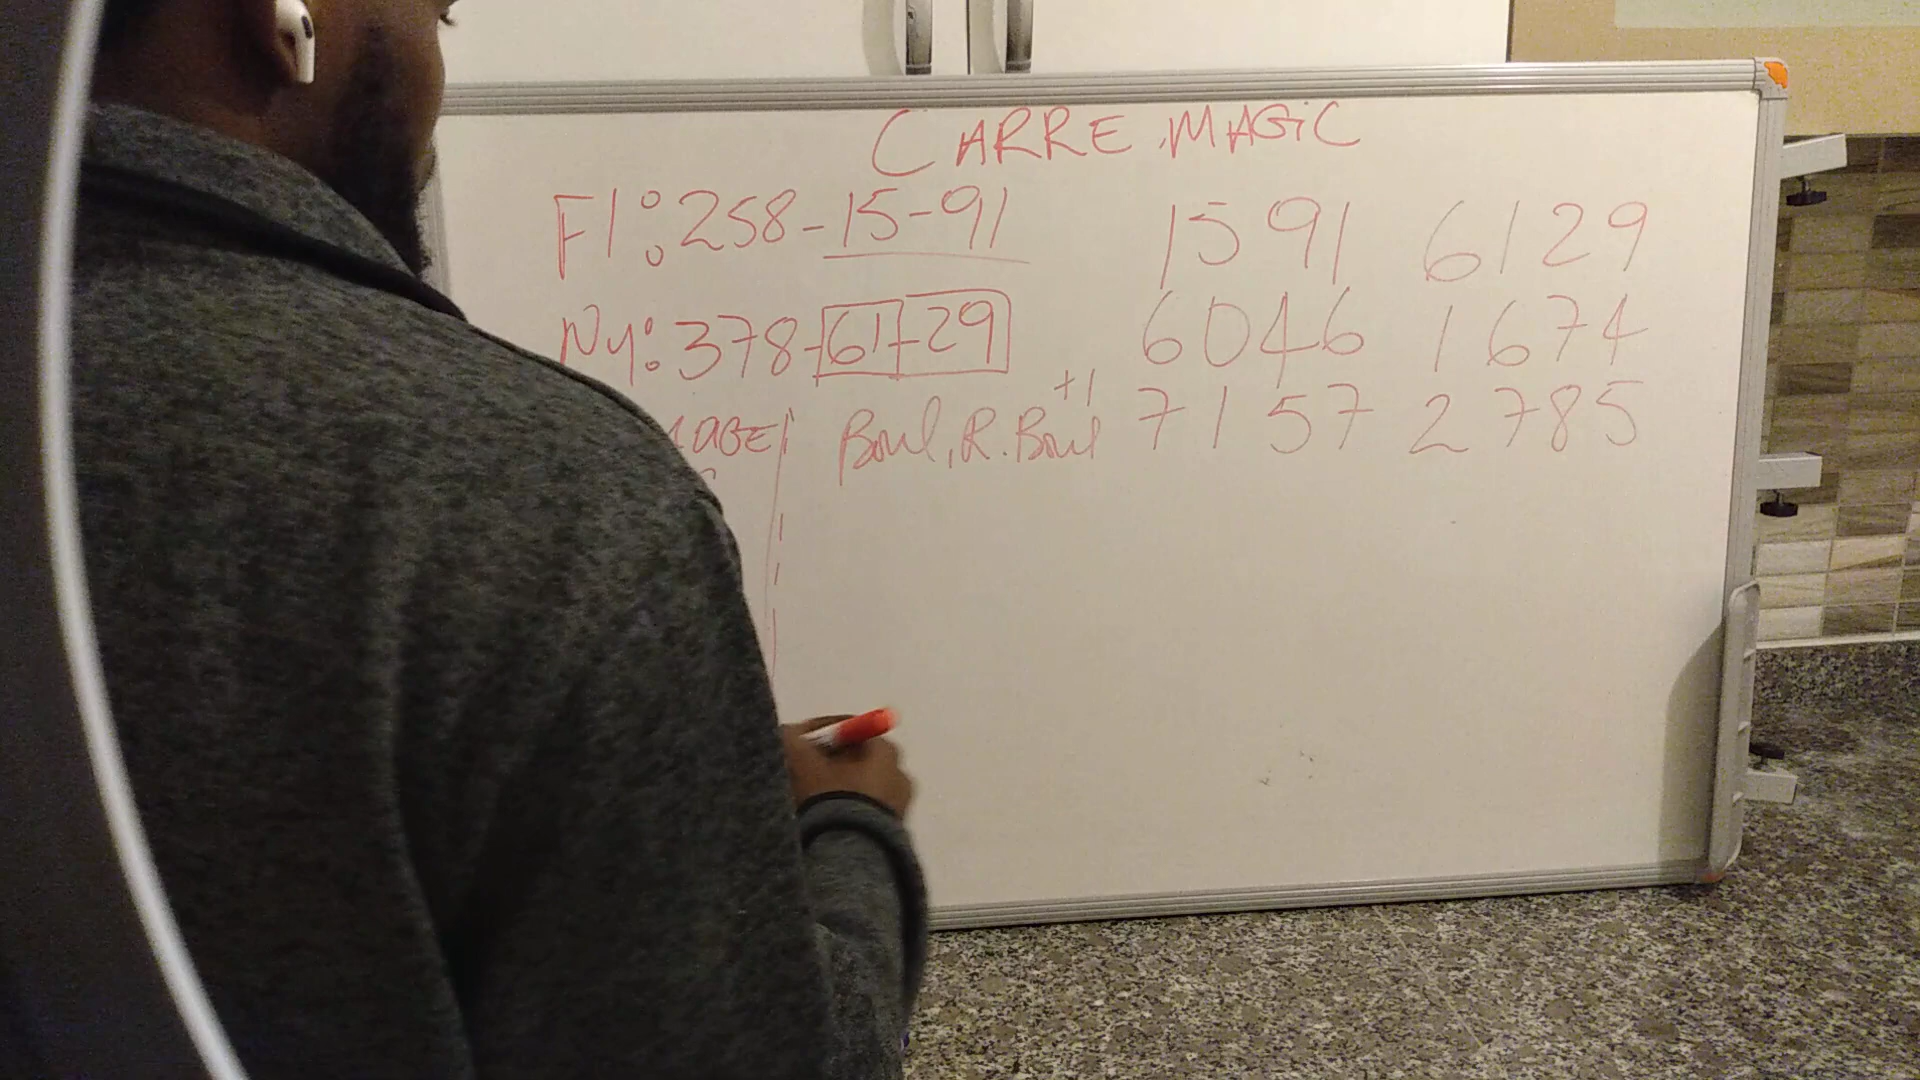 CARRE MAGiC
Fl: 258-15-91 1591 6129
Ny: 378-61-29 6046 1674
+1
Boul, R. Boul 7157 2785